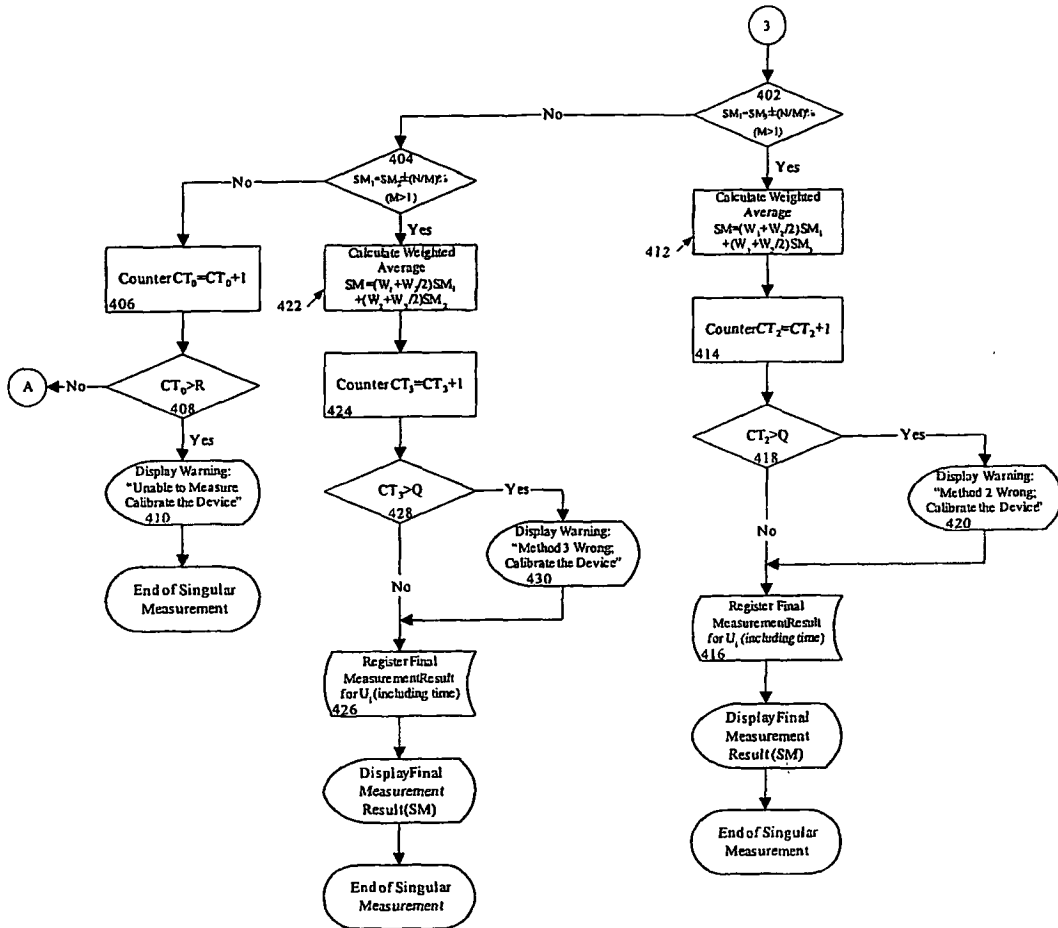 3
402
SM₁=SM₃±(N/M)%
(M>1)
No
Yes
404
SM₁=SM₂±(N/M)%
(M>1)
No
Yes
Calculate Weighted
Average
SM=(W₁+W₂/2)SM₁
+(W₃+W₂/2)SM₃
412
Counter CT₀=CT₀+1
406
Calculate Weighted
Average
SM=(W₁+W₃/2)SM₁
+(W₂+W₃/2)SM₂
422
Counter CT₂=CT₂+1
414
A
No
CT₀>R
408
Yes
Counter CT₃=CT₃+1
424
CT₂>Q
418
Yes
No
Display Warning:
"Unable to Measure
Calibrate the Device"
410
CT₃>Q
428
Yes
No
Display Warning:
"Method 2 Wrong;
Calibrate the Device"
420
Display Warning:
"Method 3 Wrong;
Calibrate the Device"
430
End of Singular
Measurement
Register Final
Measurement Result
for Uᵢ (including time)
416
Register Final
Measurement Result
for Uᵢ (including time)
426
Display Final
Measurement
Result (SM)
Display Final
Measurement
Result (SM)
End of Singular
Measurement
End of Singular
Measurement